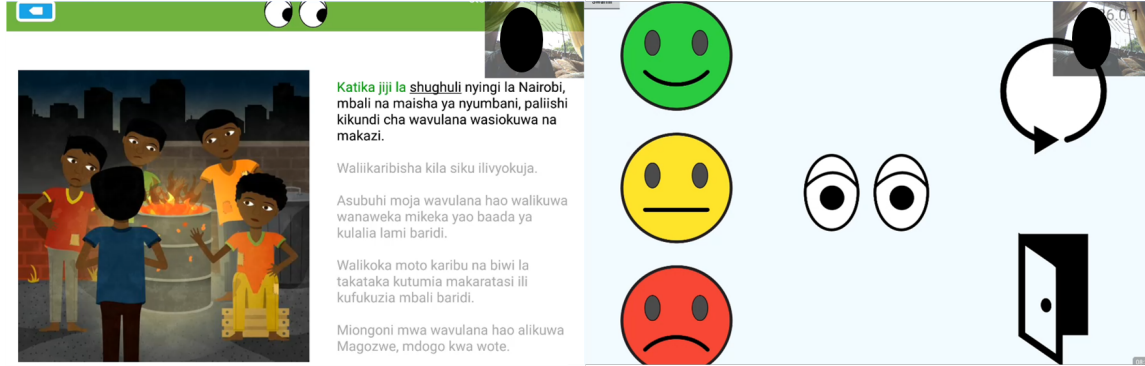 Katika jiji la shughuli nyingi la Nairobi,
mbali na maisha ya nyumbani, paliishi
kikundi cha wavulana wasiokuwa na
makazi.
Waliikaribisha kila siku ilivyokuja.
Asubuhi moja wavulana hao walikuwa
wanaweka mikeka yao baada ya
kulalia lami baridi.
Walikoka moto karibu na biwi la
takataka kutumia makaratasi ili
kufukuzia mbali baridi.
Miongoni mwa wavulana hao alikuwa
Magozwe, mdogo kwa wote.